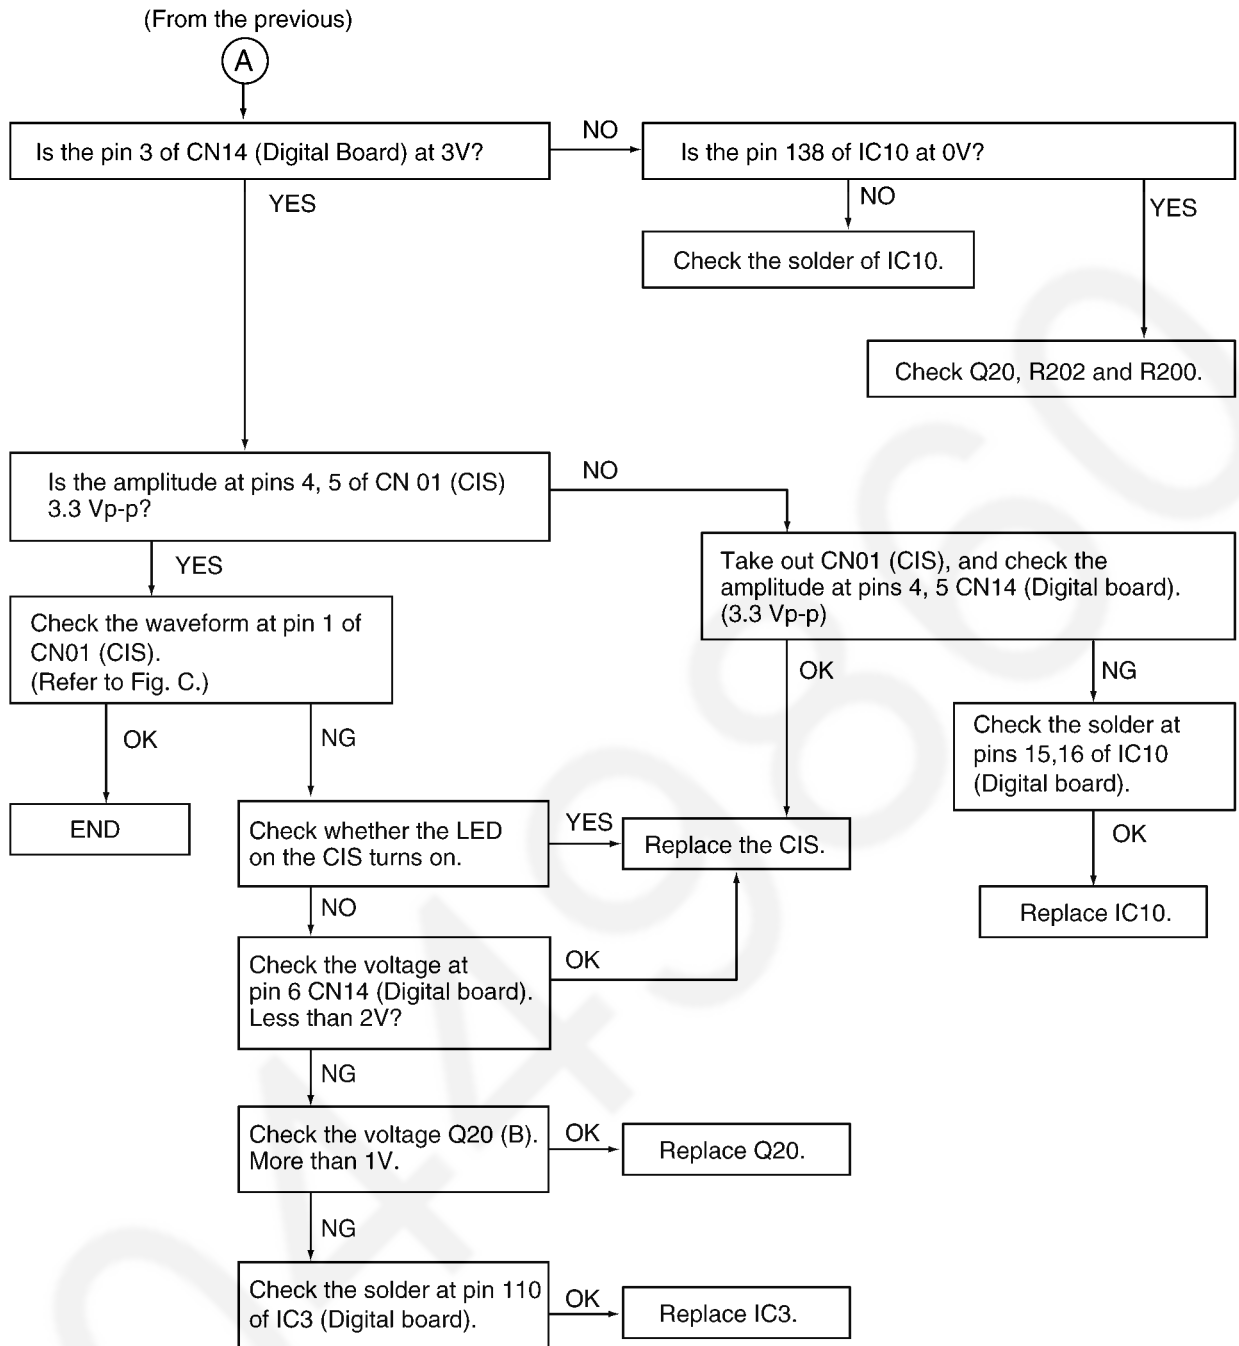 (From the previous)
A
Is the pin 3 of CN14 (Digital Board) at 3V?
NO
Is the pin 138 of IC10 at 0V?
YES
NO
YES
Check the solder of IC10.
Check Q20, R202 and R200.
Is the amplitude at pins 4, 5 of CN 01 (CIS)
3.3 Vp-p?
NO
YES
Take out CN01 (CIS), and check the
amplitude at pins 4, 5 CN14 (Digital board).
(3.3 Vp-p)
Check the waveform at pin 1 of
CN01 (CIS).
(Refer to Fig. C.)
OK
NG
OK
NG
Check the solder at
pins 15,16 of IC10
(Digital board).
END
Check whether the LED
on the CIS turns on.
YES
Replace the CIS.
OK
NO
Replace IC10.
Check the voltage at
pin 6 CN14 (Digital board).
Less than 2V?
OK
NG
Check the voltage Q20 (B).
More than 1V.
OK
Replace Q20.
NG
Check the solder at pin 110
of IC3 (Digital board).
OK
Replace IC3.